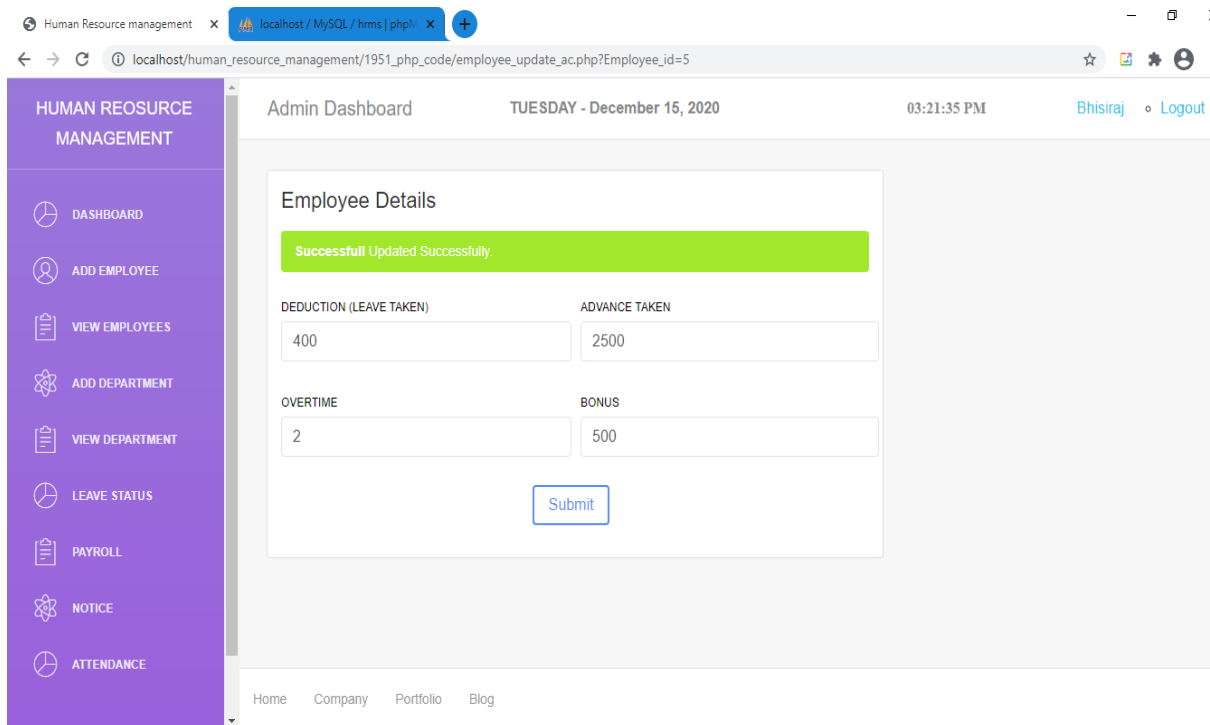 Human Resource management
localhost / MySQL / hrms | phpM
localhost/human_resource_management/1951_php_code/employee_update_ac.php?Employee_id=5
HUMAN REOSURCE
MANAGEMENT
Admin Dashboard
TUESDAY - December 15, 2020
03:21:35 PM
Bhisiraj
Logout
DASHBOARD
ADD EMPLOYEE
VIEW EMPLOYEES
ADD DEPARTMENT
VIEW DEPARTMENT
LEAVE STATUS
PAYROLL
NOTICE
ATTENDANCE
Employee Details
Successfull Updated Successfully.
DEDUCTION (LEAVE TAKEN)
ADVANCE TAKEN
400
2500
OVERTIME
BONUS
2
500
Submit
Home Company Portfolio Blog